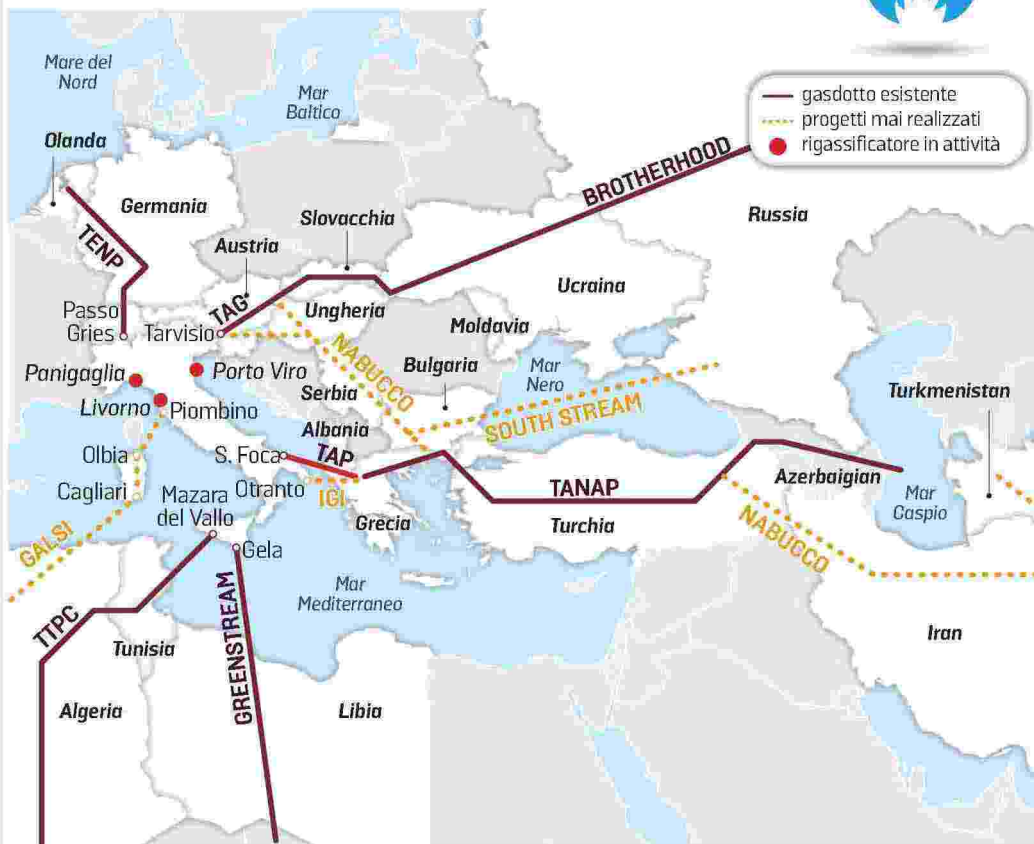 gasdotto esistente
progetti mai realizzati
rigassificatore in attività
Mare del
Nord
Mar
Baltico
Olanda
BROTHERHOOD
Germania
Slovacchia
Russia
TENP
Austria
Ucraina
Passo
Gries
TAG
Tarvisio
Ungheria
Moldavia
NABUCCO
Bulgaria
Mar
Nero
Panigaglia
Porto Viro
Serbia
Turkmenistan
Livorno
Piombino
SOUTH STREAM
Albania
Olbia
S. Foca
TAP
Azerbaigian
Cagliari
Otranto
IGI
TANAP
Mar
Caspio
Mazara
del Vallo
Grecia
Turchia
NABUCCO
GALSI
Gela
Mar
Mediterraneo
TTPC
Tunisia
GREENSTREAM
Iran
Algeria
Libia